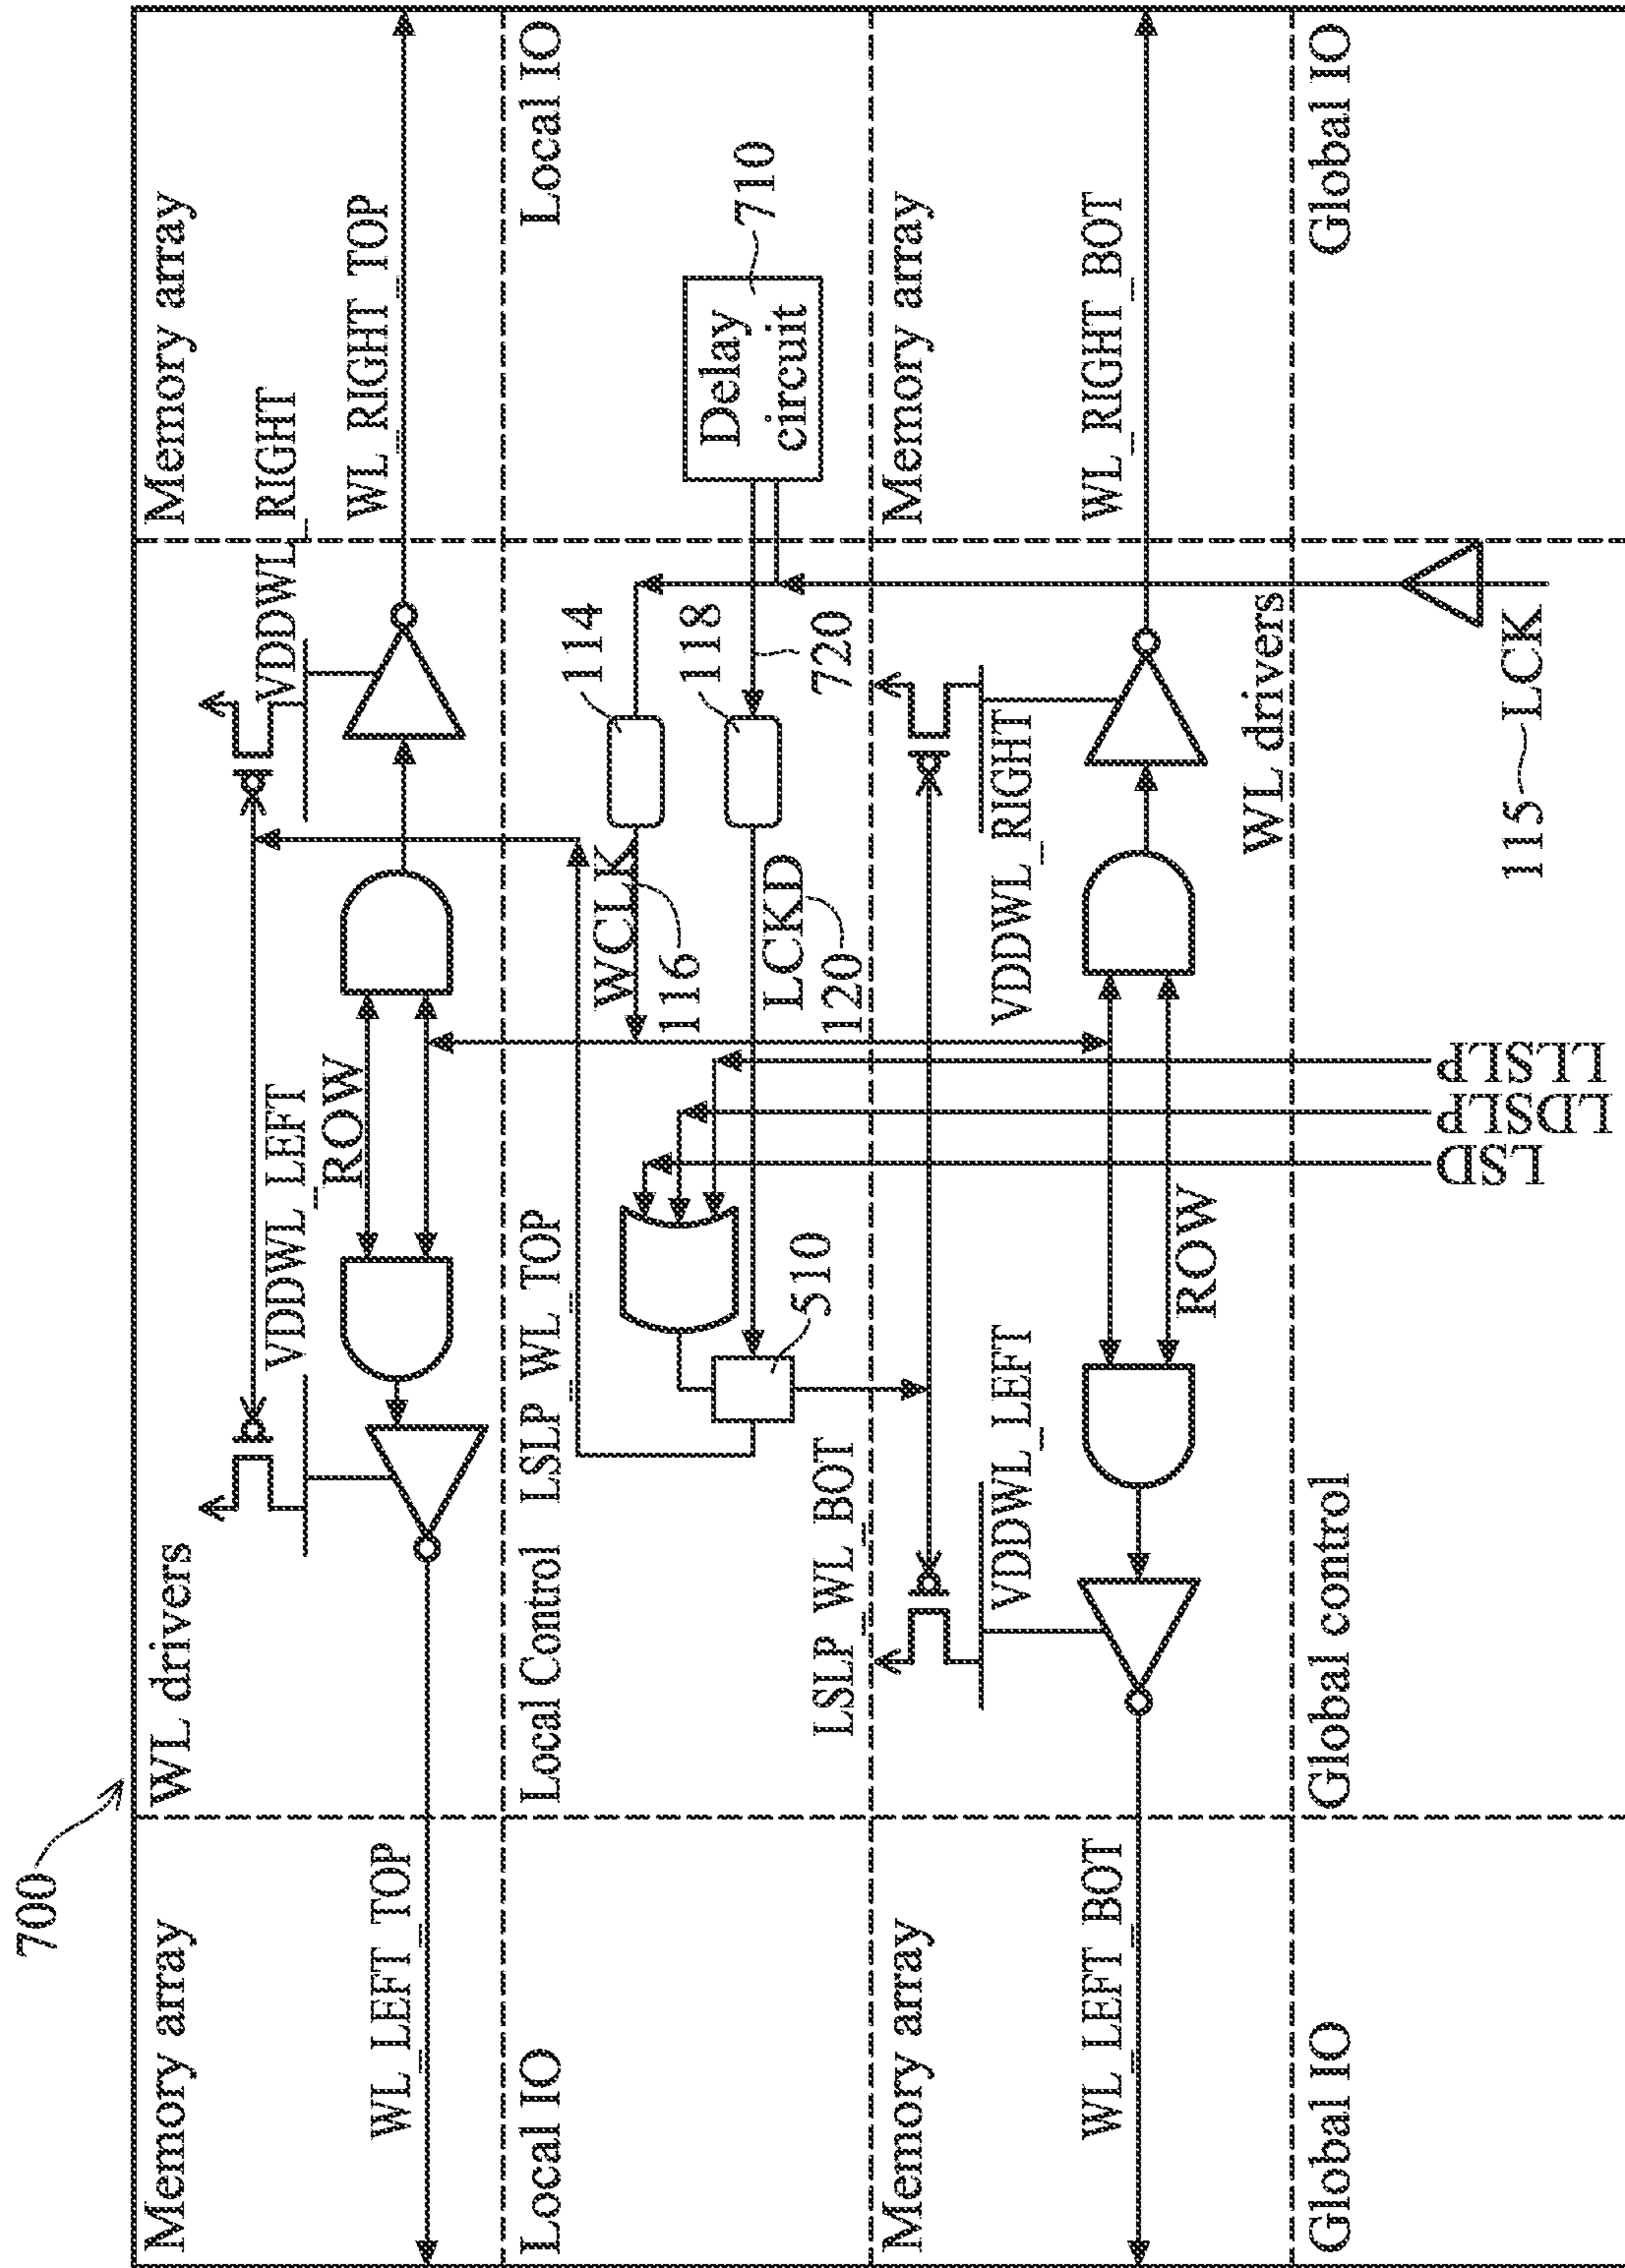 700
Memory array
WL drivers
Memory array
VDDWL_LEFT
VDDWL_RIGHT
ROW
WL_LEFT_TOP
WL_RIGHT_TOP
Local IO
Local Control
LSLP_WL_TOP
Local IO
WCLK
116
114
LCKD
120
118
720
Delay
circuit
710
510
LSLP_WL_BOT
Memory array
Memory array
VDDWL_LEFT
VDDWL_RIGHT
ROW
WL_LEFT_BOT
WL_RIGHT_BOT
WL drivers
Global IO
Global control
Global IO
LSD
LDSLP
LLSLP
115
LCK